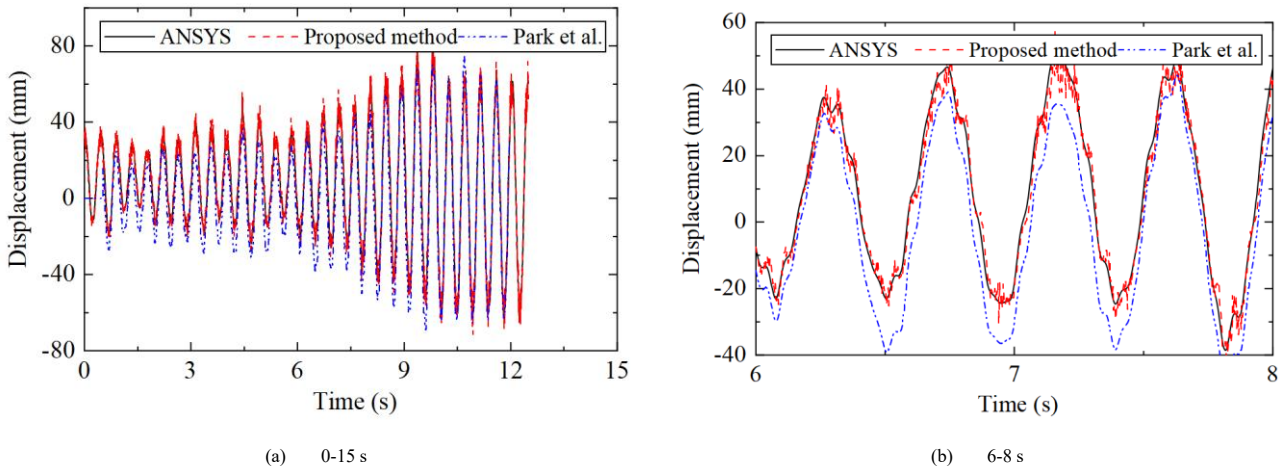 ANSYS Proposed method Park et al.
80
40
0
-40
-80
Displacement (mm)
0 3 6 9 12 15
Time (s)
(a) 0-15 s
ANSYS Proposed method Park et al.
60
40
20
0
-20
-40
Displacement (mm)
6 7 8
Time (s)
(b) 6-8 s